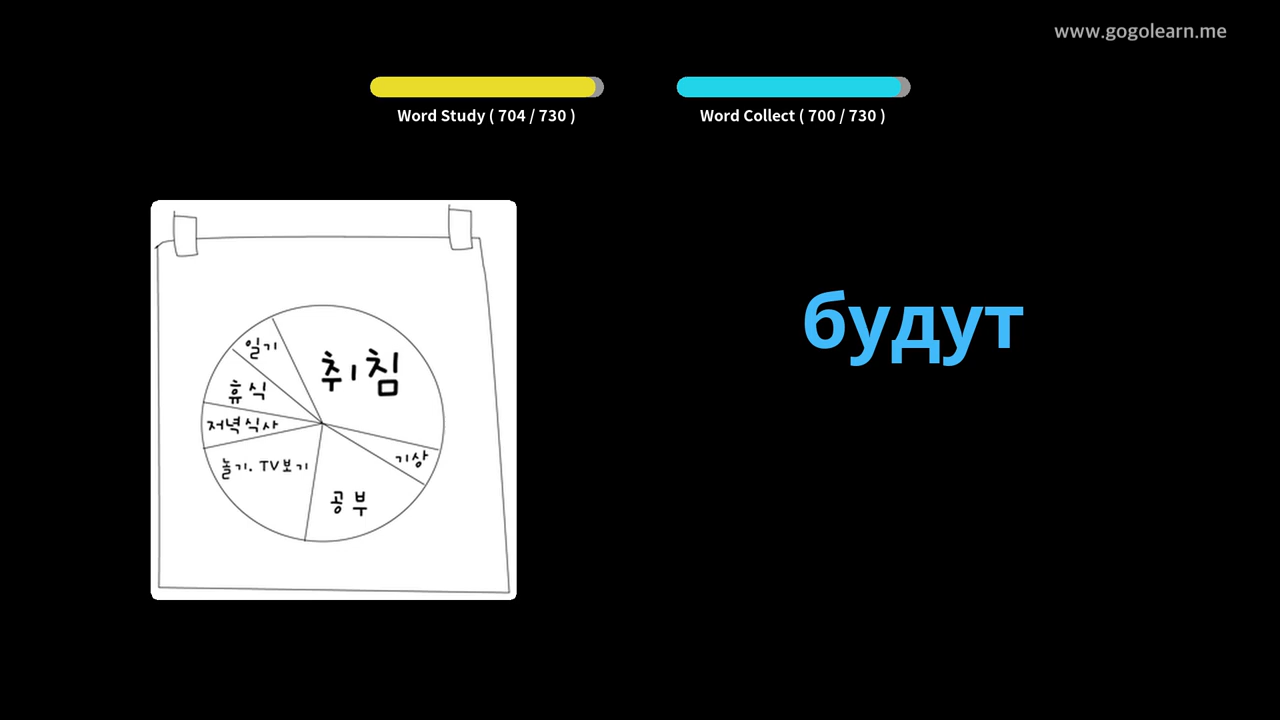 www.gogolearn.me
Word Study ( 704 / 730 )
Word Collect ( 700 / 730 )
일기
취침
휴식
저녁식사
놀기. TV보기
기상
공부
будут